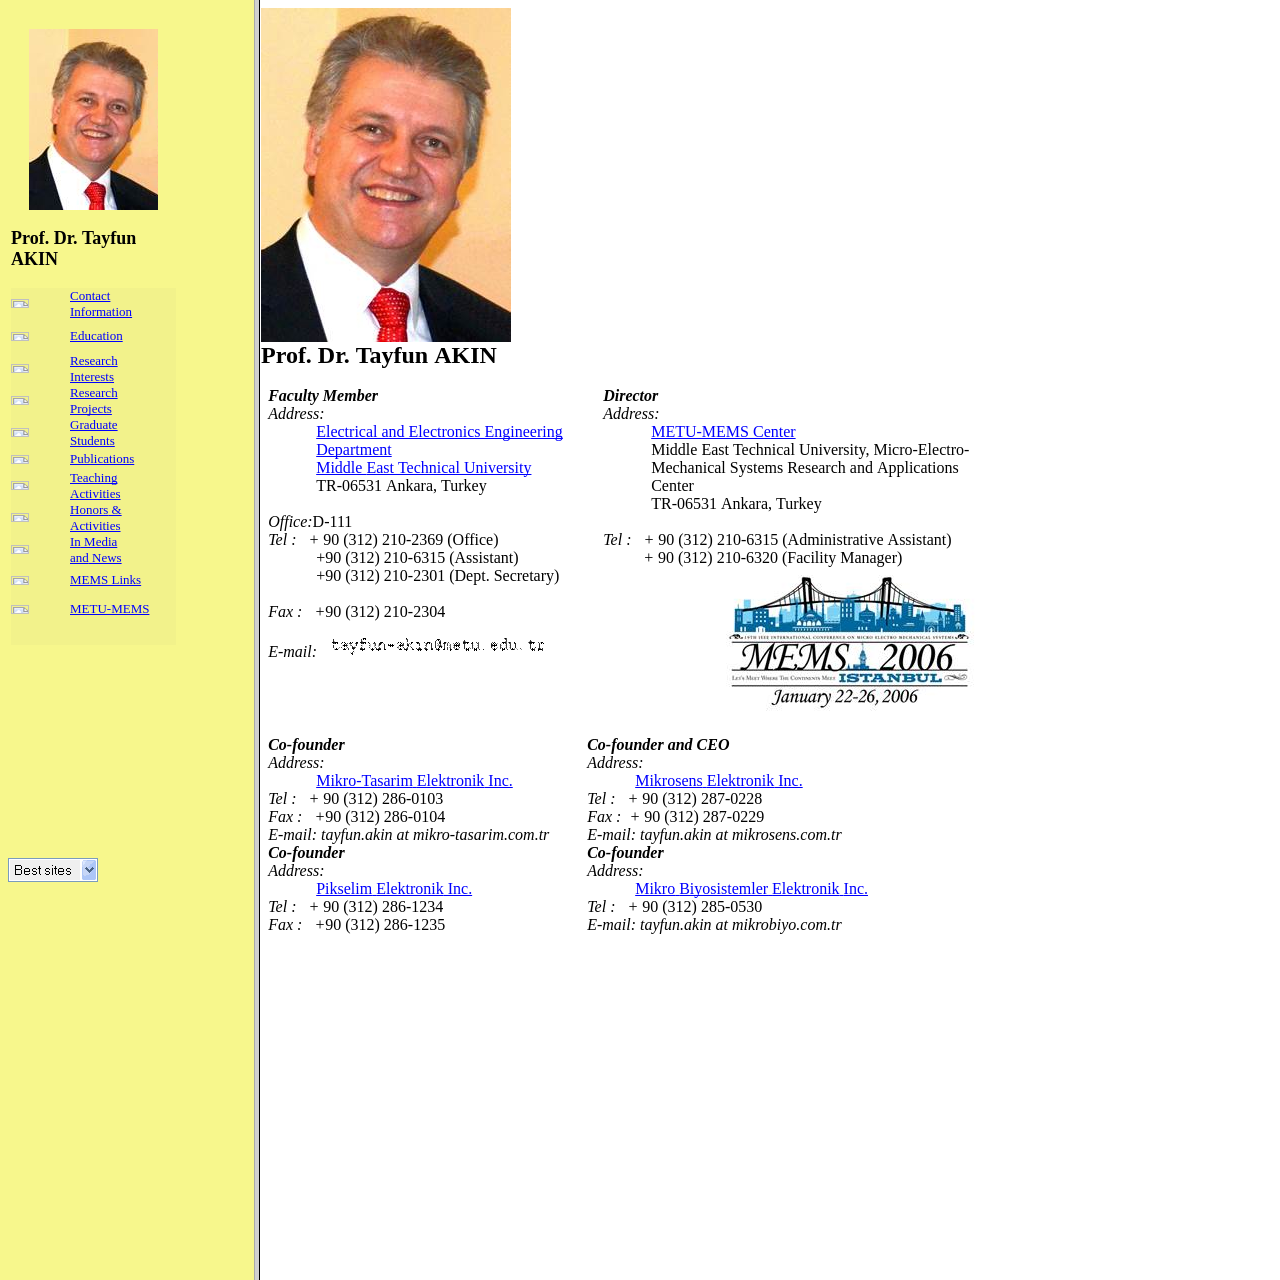 Prof. Dr. Tayfun
AKIN
Contact
Information
Education
Research
Interests
Research
Projects
Graduate
Students
Publications
Teaching
Activities
Honors &
Activities
In Media
and News
MEMS Links
METU-MEMS
Best sites
Prof. Dr. Tayfun AKIN
Faculty Member
Address:
Electrical and Electronics Engineering
Department
Middle East Technical University
TR-06531 Ankara, Turkey
Office:D-111
Tel : + 90 (312) 210-2369 (Office)
+90 (312) 210-6315 (Assistant)
+90 (312) 210-2301 (Dept. Secretary)
Fax : +90 (312) 210-2304
E-mail: tayfun-akin@metu.edu.tr
Director
Address:
METU-MEMS Center
Middle East Technical University, Micro-Electro-
Mechanical Systems Research and Applications
Center
TR-06531 Ankara, Turkey
Tel : + 90 (312) 210-6315 (Administrative Assistant)
+ 90 (312) 210-6320 (Facility Manager)
19TH IEEE INTERNATIONAL CONFERENCE ON MICRO ELECTRO MECHANICAL SYSTEMS
MEMS 2006
LET'S MEET WHERE THE CONTINENTS MEET ISTANBUL
January 22-26, 2006
Co-founder
Address:
Mikro-Tasarim Elektronik Inc.
Tel : + 90 (312) 286-0103
Fax : +90 (312) 286-0104
E-mail: tayfun.akin at mikro-tasarim.com.tr
Co-founder and CEO
Address:
Mikrosens Elektronik Inc.
Tel : + 90 (312) 287-0228
Fax : + 90 (312) 287-0229
E-mail: tayfun.akin at mikrosens.com.tr
Co-founder
Address:
Pikselim Elektronik Inc.
Tel : + 90 (312) 286-1234
Fax : +90 (312) 286-1235
Co-founder
Address:
Mikro Biyosistemler Elektronik Inc.
Tel : + 90 (312) 285-0530
E-mail: tayfun.akin at mikrobiyo.com.tr